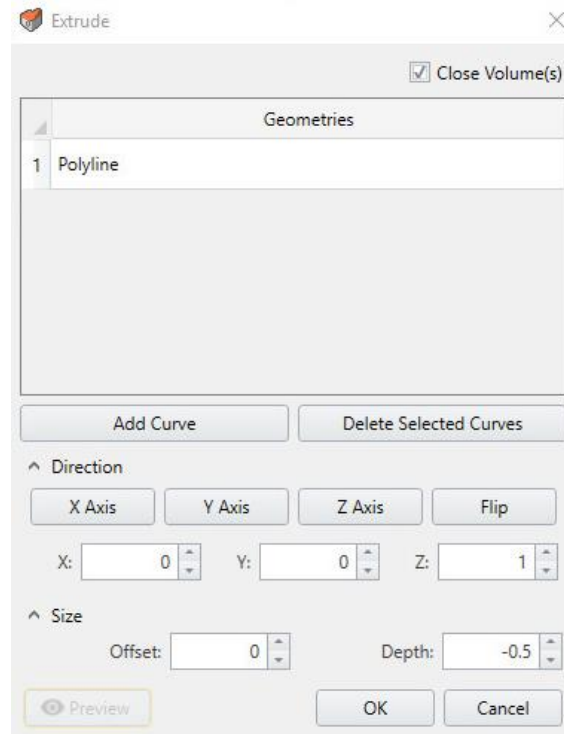 Extrude
Close Volume(s)
Geometries
1 Polyline
Add Curve Delete Selected Curves
Direction
X Axis Y Axis Z Axis Flip
X: 0 Y: 0 Z: 1
Size
Offset: 0 Depth: -0.5
Preview OK Cancel